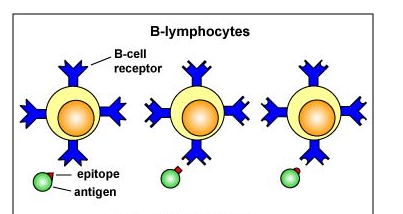 B-lymphocytes
B-cell
receptor
epitope
antigen